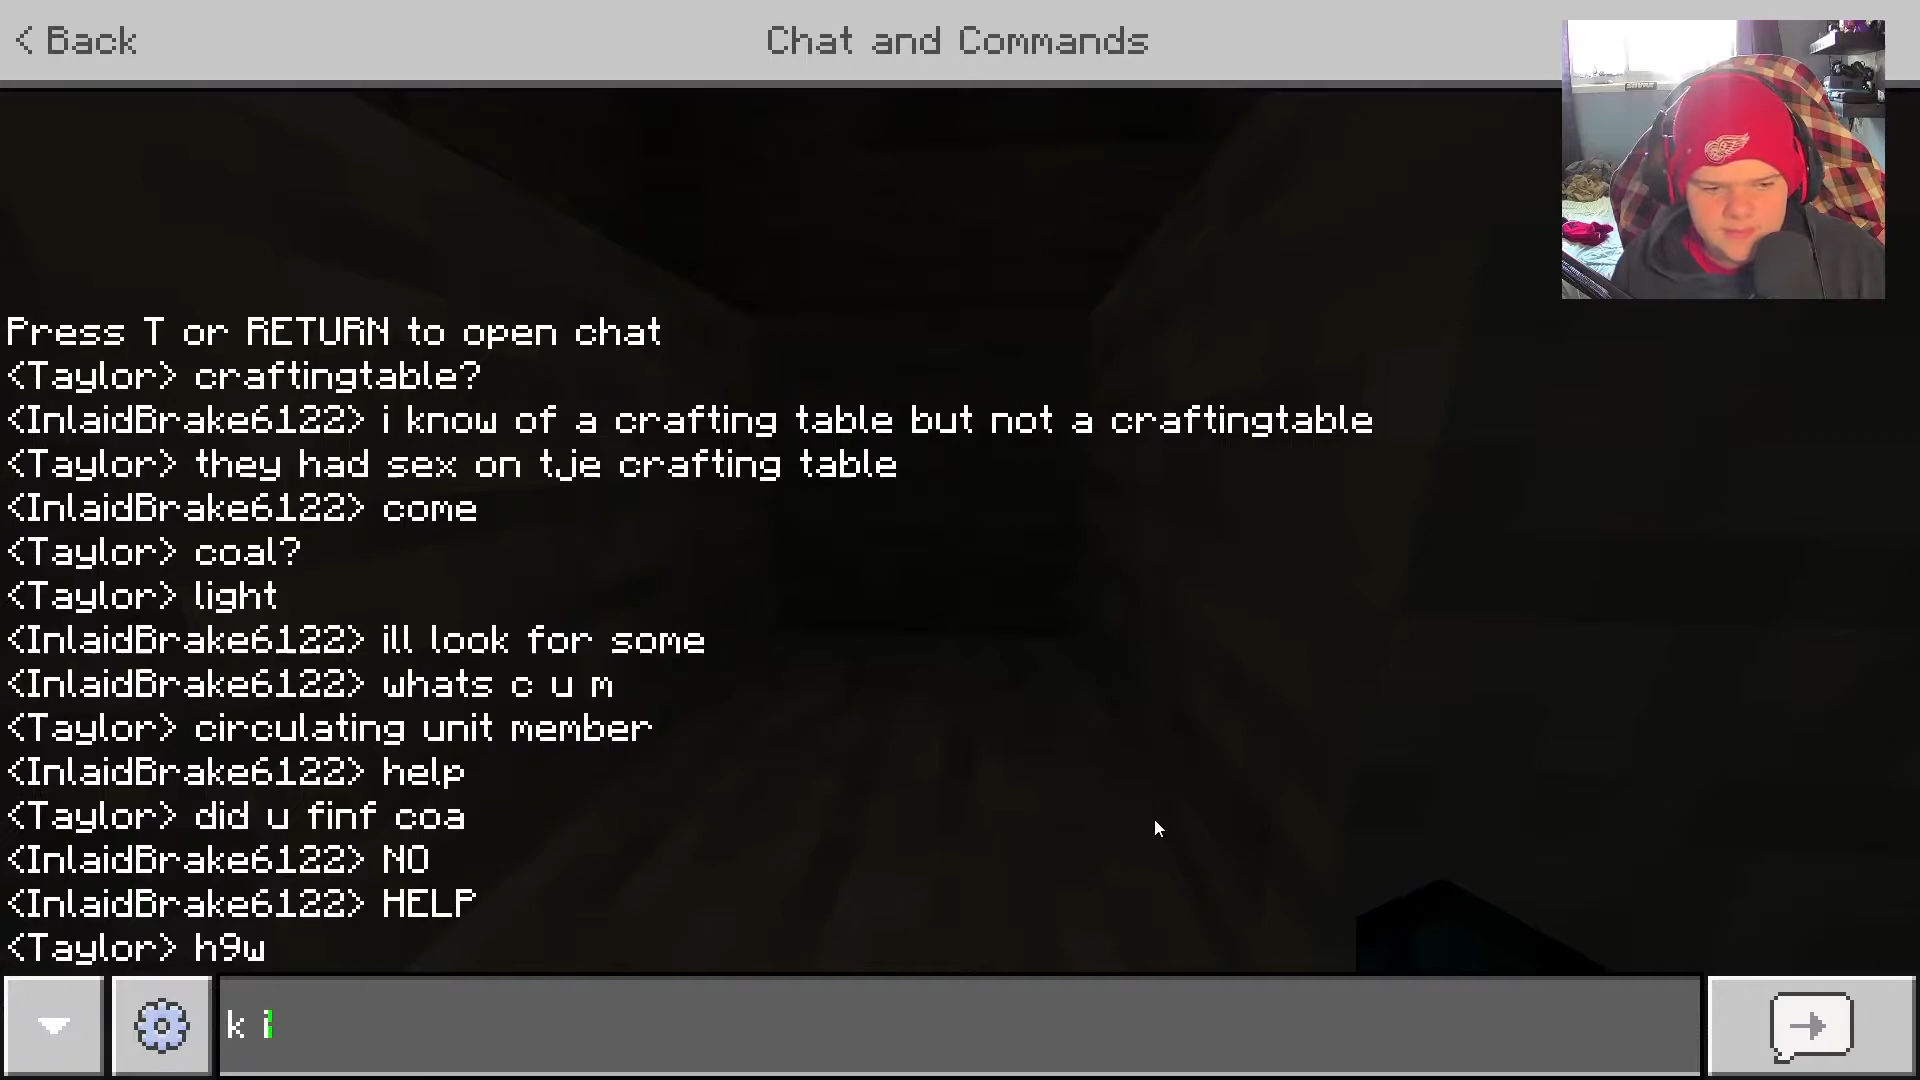 < Back
Chat and Commands
Press T or RETURN to open chat
<Taylor> craftingtable?
<InlaidBrake6122> i know of a crafting table but not a craftingtable
<Taylor> they had sex on tje crafting table
<InlaidBrake6122> come
<Taylor> coal?
<Taylor> light
<InlaidBrake6122> ill look for some
<InlaidBrake6122> whats c u m
<Taylor> circulating unit member
<InlaidBrake6122> help
<Taylor> did u finf coa
<InlaidBrake6122> NO
<InlaidBrake6122> HELP
<Taylor> h9w
k i